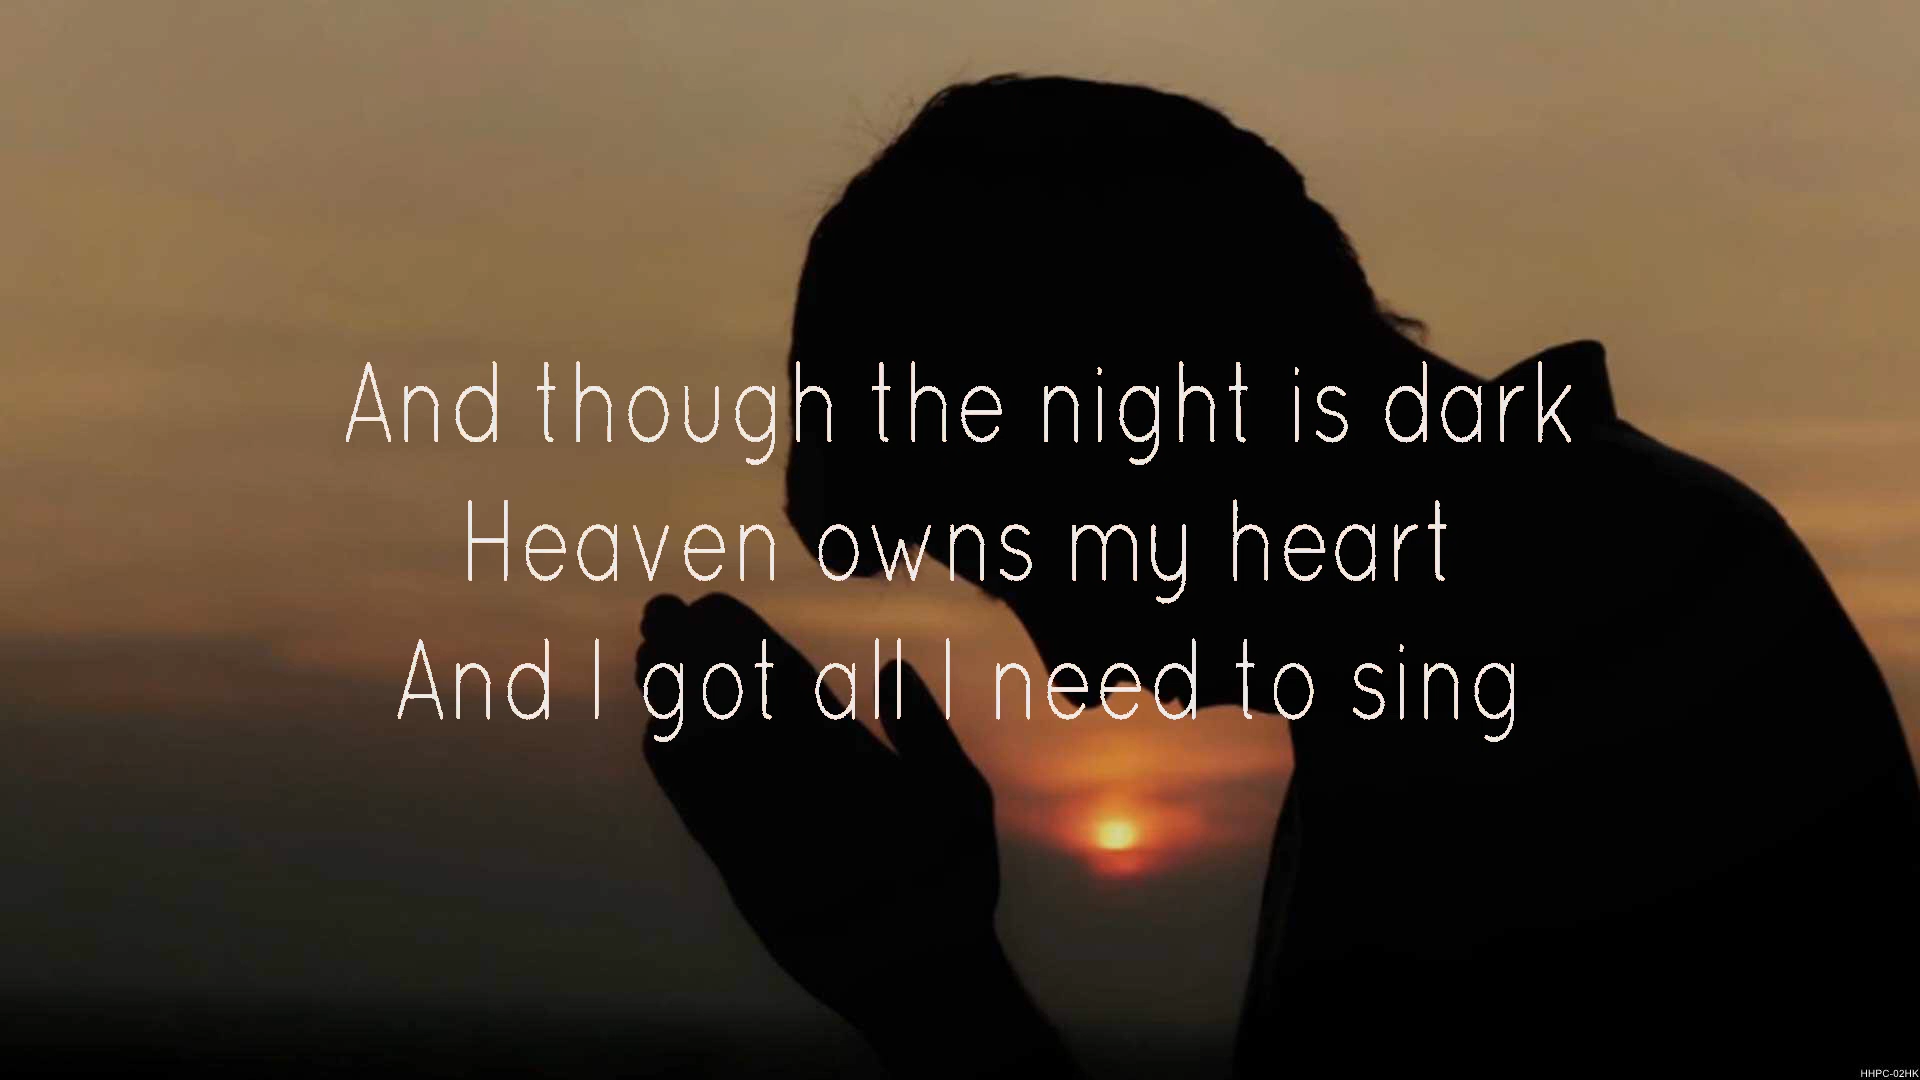 And though the night is dark
Heaven owns my heart
And I got all I need to sing
HHPC-02HK